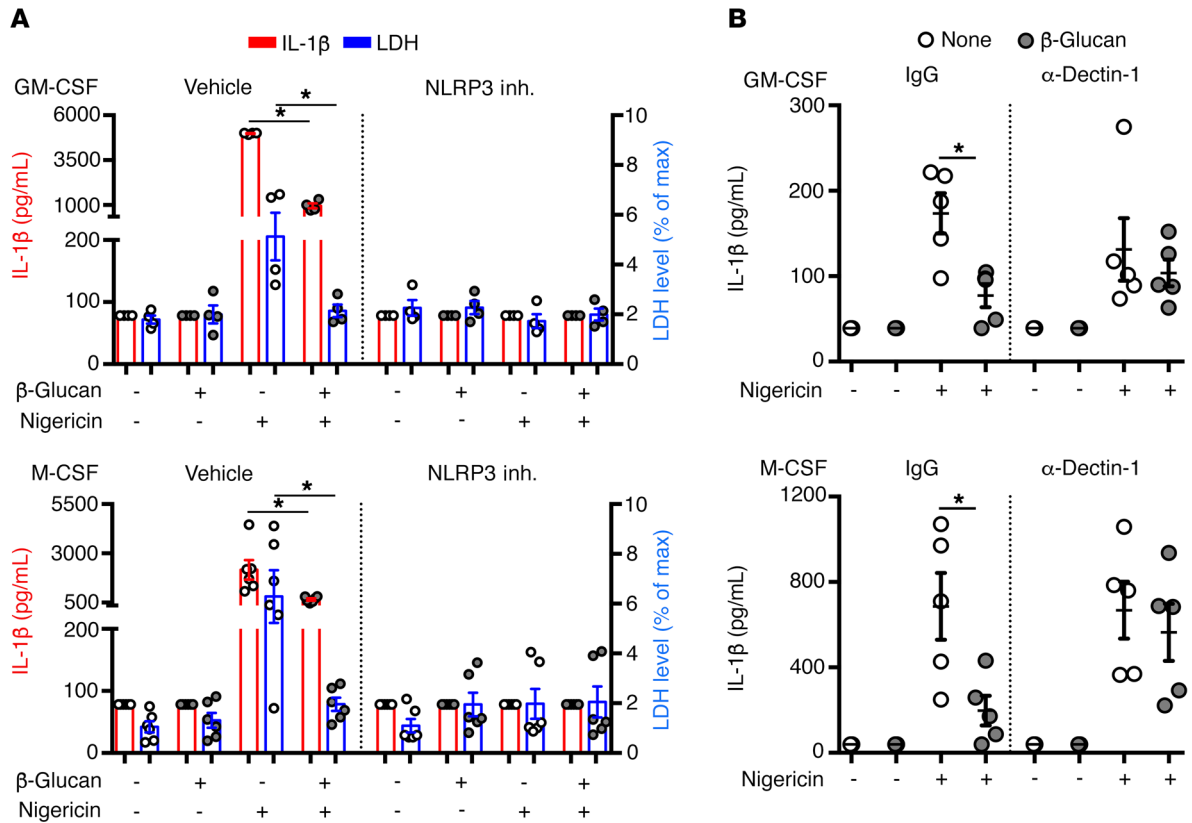 A
IL-1β LDH
GM-CSF Vehicle NLRP3 inh.
IL-1β (pg/mL)
6000
3500
1000
200
100
0
10
8
6
4
2
0
LDH level (% of max)
* *
β-Glucan - + - + - + - +
Nigericin - - + + - - + +
M-CSF Vehicle NLRP3 inh.
IL-1β (pg/mL)
5500
3000
500
200
100
0
10
8
6
4
2
0
LDH level (% of max)
* *
β-Glucan - + - + - + - +
Nigericin - - + + - - + +
B
None β-Glucan
GM-CSF IgG α-Dectin-1
IL-1β (pg/mL)
300
200
100
0
*
Nigericin - - + + - - + +
M-CSF IgG α-Dectin-1
IL-1β (pg/mL)
1200
800
400
0
*
Nigericin - - + + - - + +